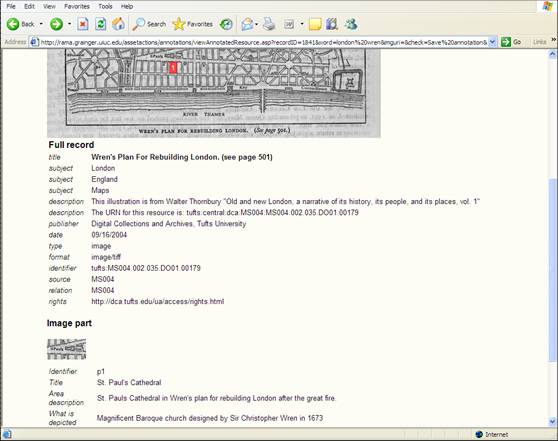 File Edit View Favorites Tools Help
Back Search Favorites
Address http://rama.grainger.uiuc.edu/assetactions/annotations/viewAnnotatedResource.asp?recordID=1841&word=london%20wren&imguri=&check=Save%20annotation& Go Links
1
RIVER THAMES
WREN'S PLAN FOR REBUILDING LONDON. (See page 501.)
Full record
title Wren's Plan For Rebuilding London. (see page 501)
subject London
subject England
subject Maps
description This illustration is from Walter Thornbury "Old and new London, a narrative of its history, its people, and its places, vol. 1"
description The URN for this resource is: tufts:central:dca:MS004:MS004.002.035.DO01.00179
publisher Digital Collections and Archives, Tufts University
date 09/16/2004
type image
format image/tiff
identifier tufts:MS004.002.035.DO01.00179
source MS004
relation MS004
rights http://dca.tufts.edu/ua/access/rights.html
Image part
Identifier p1
Title St. Paul's Cathedral
Area description St. Pauls Cathedral in Wren's plan for rebuilding London after the great fire.
What is depicted Magnificent Baroque church designed by Sir Christopher Wren in 1673
Internet